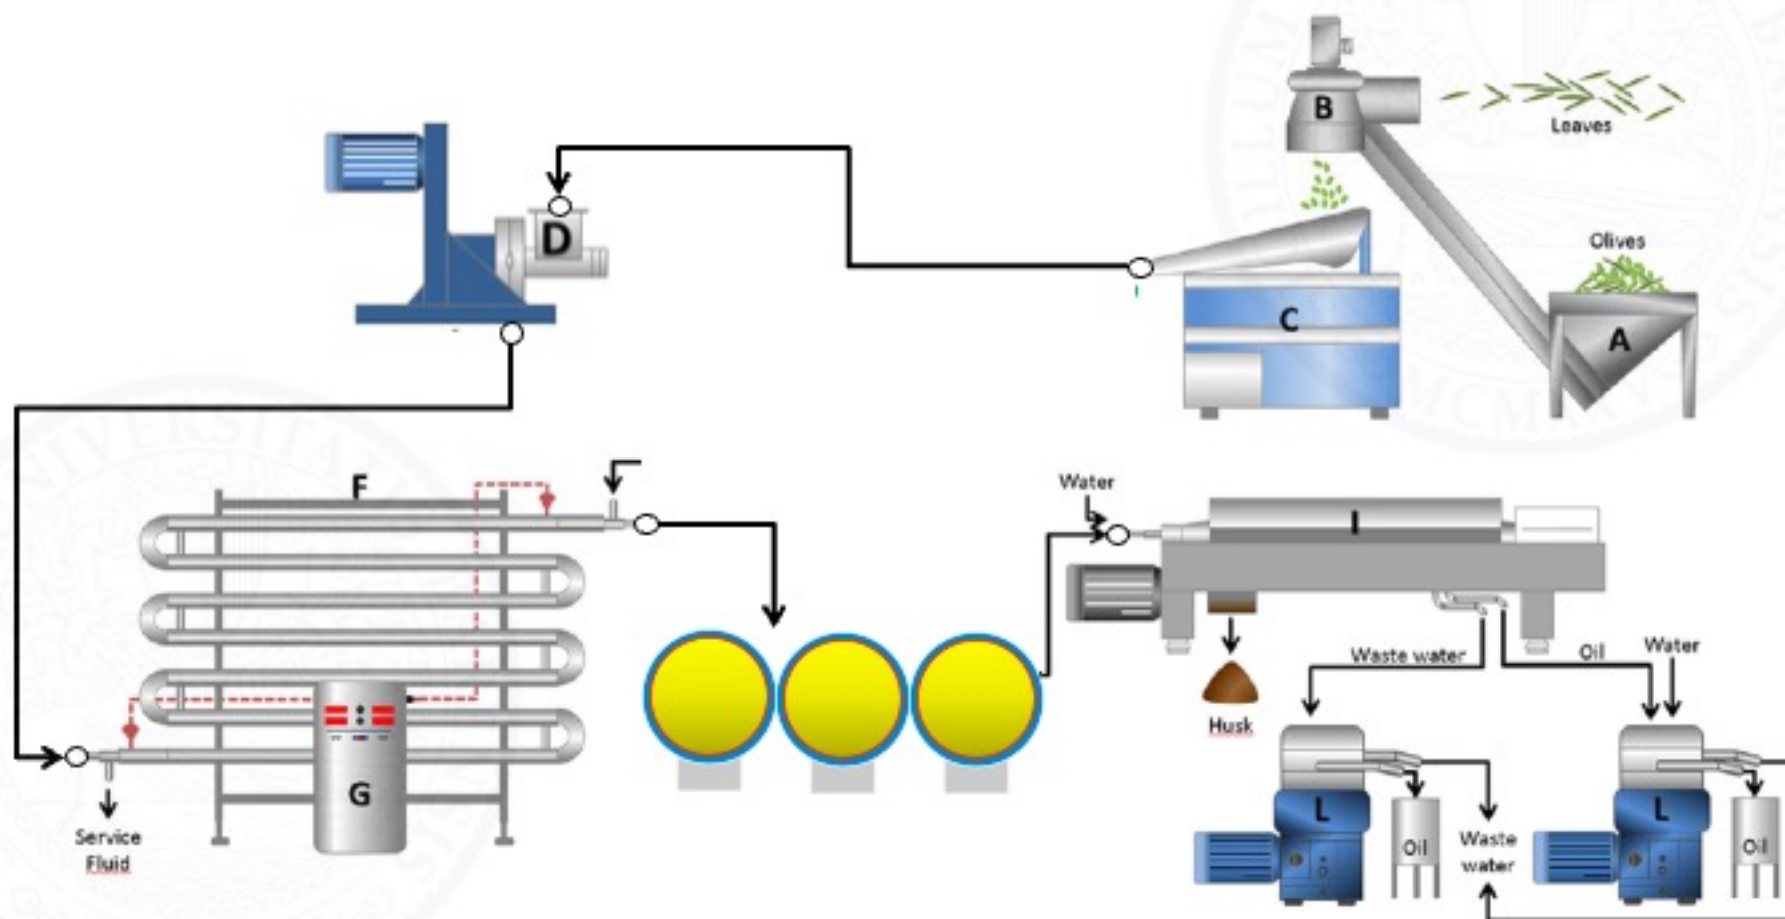 B
Leaves
D
Olives
C
A
F
Water
I
Waste water
Oil
Water
Husk
G
L
L
Service
Fluid
Oil
Waste
water
Oil